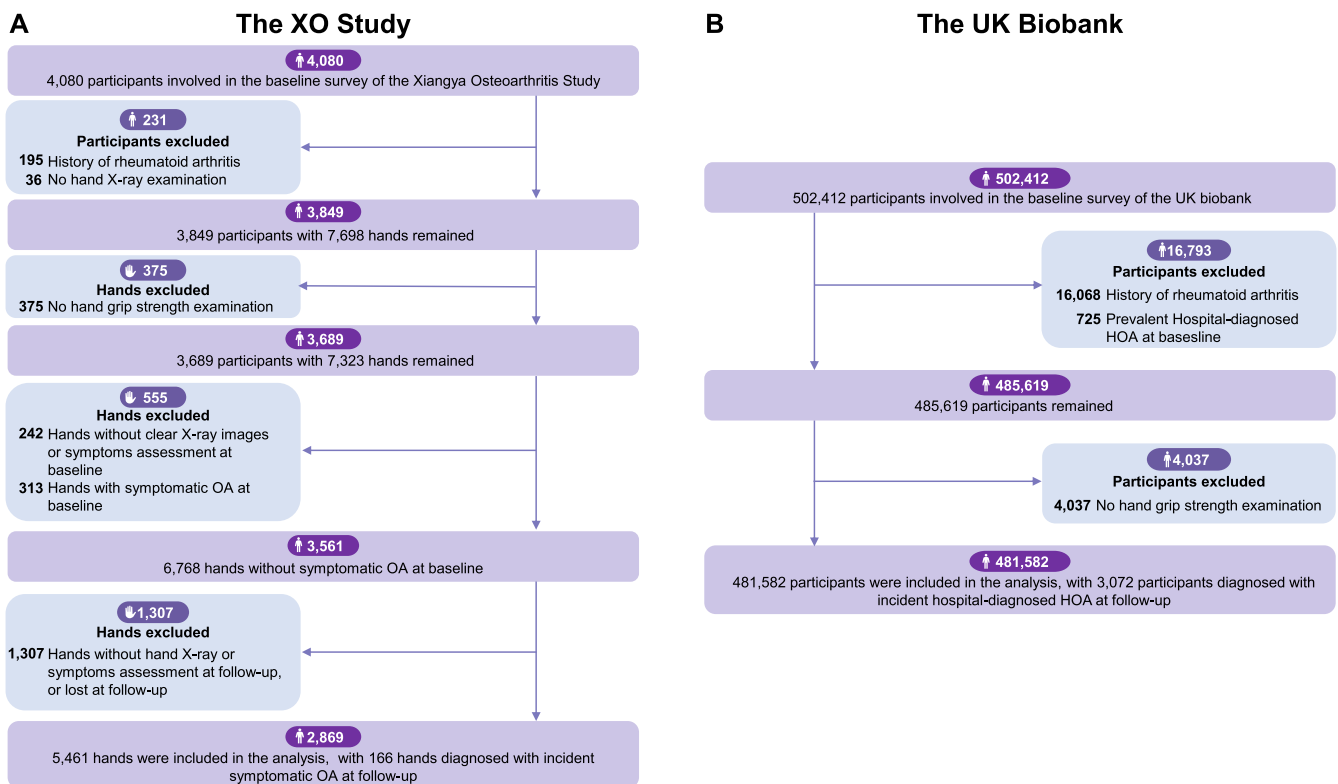 A
The XO Study
4,080
4,080 participants involved in the baseline survey of the Xiangya Osteoarthritis Study
231
Participants excluded
195 History of rheumatoid arthritis
36 No hand X-ray examination
3,849
3,849 participants with 7,698 hands remained
375
Hands excluded
375 No hand grip strength examination
3,689
3,689 participants with 7,323 hands remained
555
Hands excluded
242 Hands without clear X-ray images
or symptoms assessment at
baseline
313 Hands with symptomatic OA at
baseline
3,561
6,768 hands without symptomatic OA at baseline
1,307
Hands excluded
1,307 Hands without hand X-ray or
symptoms assessment at follow-up,
or lost at follow-up
2,869
5,461 hands were included in the analysis, with 166 hands diagnosed with incident
symptomatic OA at follow-up
B
The UK Biobank
502,412
502,412 participants involved in the baseline survey of the UK biobank
16,793
Participants excluded
16,068 History of rheumatoid arthritis
725 Prevalent Hospital-diagnosed
HOA at basesline
485,619
485,619 participants remained
4,037
Participants excluded
4,037 No hand grip strength examination
481,582
481,582 participants were included in the analysis, with 3,072 participants diagnosed with
incident hospital-diagnosed HOA at follow-up